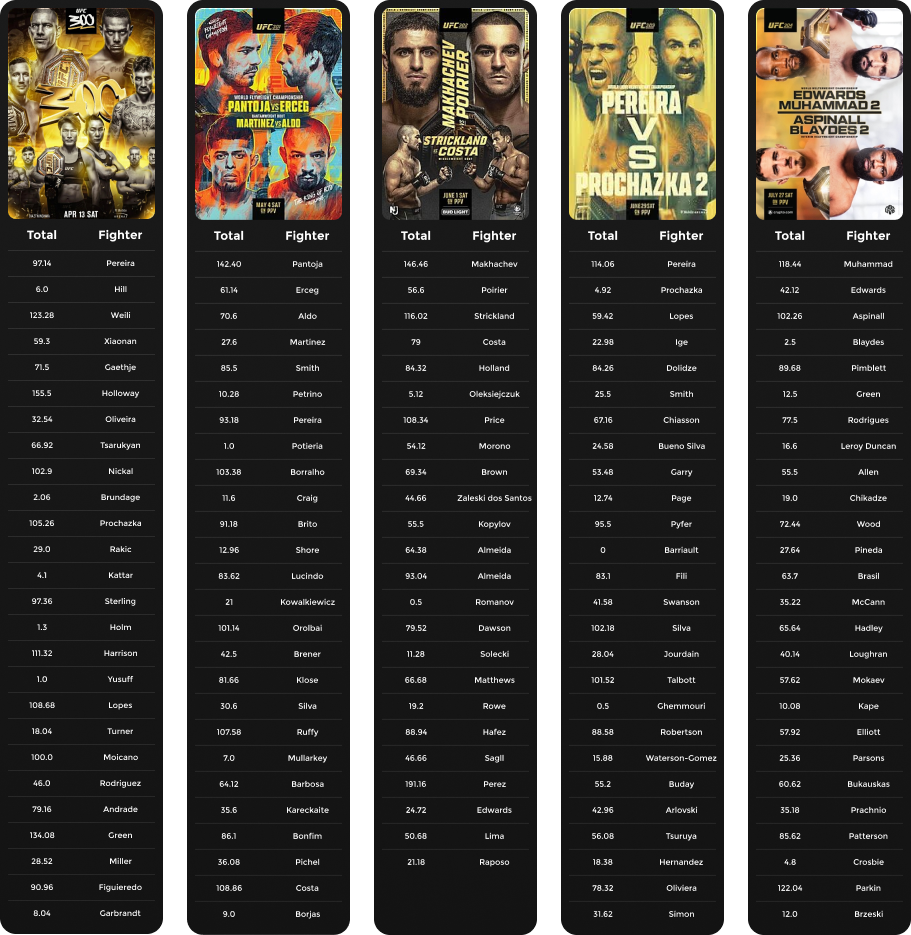 UFC
300
APR 13 SAT
Total Fighter
97.14 Pereira
6.0 Hill
123.28 Weili
59.3 Xiaonan
71.5 Gaethje
155.5 Holloway
32.54 Oliveira
66.92 Tsarukyan
102.9 Nickal
2.06 Brundage
105.26 Prochazka
29.0 Rakic
4.1 Kattar
97.36 Sterling
1.3 Holm
111.32 Harrison
1.0 Yusuff
108.68 Lopes
18.04 Turner
100.0 Moicano
46.0 Rodriguez
79.16 Andrade
134.08 Green
28.52 Miller
90.96 Figuieredo
8.04 Garbrandt
UFC
WORLD FLYWEIGHT CHAMPIONSHIP
PANTOJA VS ERCEG
BANTAMWEIGHT BOUT
MARTINEZ VS ALDO
THE KING OF RIO
MAY 4 SAT
PPV
Total Fighter
142.40 Pantoja
61.14 Erceg
70.6 Aldo
27.6 Martinez
85.5 Smith
10.28 Petrino
93.18 Pereira
1.0 Potieria
103.38 Borralho
11.6 Craig
91.18 Brito
12.96 Shore
83.62 Lucindo
21 Kowalkiewicz
101.14 Orolbai
42.5 Brener
81.66 Klose
30.6 Silva
107.58 Ruffy
7.0 Mullarkey
64.12 Barbosa
35.6 Kareckaite
86.1 Bonfim
36.08 Pichel
108.86 Costa
9.0 Borjas
UFC
MAKHACHEV
VS
POIRIER
STRICKLAND
VS
COSTA
JUNE 1 SAT
PPV
BUD LIGHT
Total Fighter
146.46 Makhachev
56.6 Poirier
116.02 Strickland
79 Costa
84.32 Holland
5.12 Oleksiejczuk
108.34 Price
54.12 Morono
69.34 Brown
44.66 Zaleski dos Santos
55.5 Kopylov
64.38 Almeida
93.04 Almeida
0.5 Romanov
79.52 Dawson
11.28 Solecki
66.68 Matthews
19.2 Rowe
88.94 Hafez
46.66 Sagll
191.16 Perez
24.72 Edwards
50.68 Lima
21.18 Raposo
UFC
PEREIRA
VS
PROCHAZKA 2
JUNE 29 SAT
PPV
Total Fighter
114.06 Pereira
4.92 Prochazka
59.42 Lopes
22.98 Ige
84.26 Dolidze
25.5 Smith
67.16 Chiasson
24.58 Bueno Silva
53.48 Garry
12.74 Page
95.5 Pyfer
0 Barriault
83.1 Fili
41.58 Swanson
102.18 Silva
28.04 Jourdain
101.52 Talbott
0.5 Ghemmouri
88.58 Robertson
15.88 Waterson-Gomez
55.2 Buday
42.96 Arlovski
56.08 Tsuruya
18.38 Hernandez
78.32 Oliviera
31.62 Simon
UFC
EDWARDS
MUHAMMAD 2
ASPINALL
BLAYDES 2
JULY 27 SAT
PPV
crypto.com
Total Fighter
118.44 Muhammad
42.12 Edwards
102.26 Aspinall
2.5 Blaydes
89.68 Pimblett
12.5 Green
77.5 Rodrigues
16.6 Leroy Duncan
55.5 Allen
19.0 Chikadze
72.44 Wood
27.64 Pineda
63.7 Brasil
35.22 McCann
65.64 Hadley
40.14 Loughran
57.62 Mokaev
10.08 Kape
57.92 Elliott
25.36 Parsons
60.62 Bukauskas
35.18 Prachnio
85.62 Patterson
4.8 Crosbie
122.04 Parkin
12.0 Brzeski